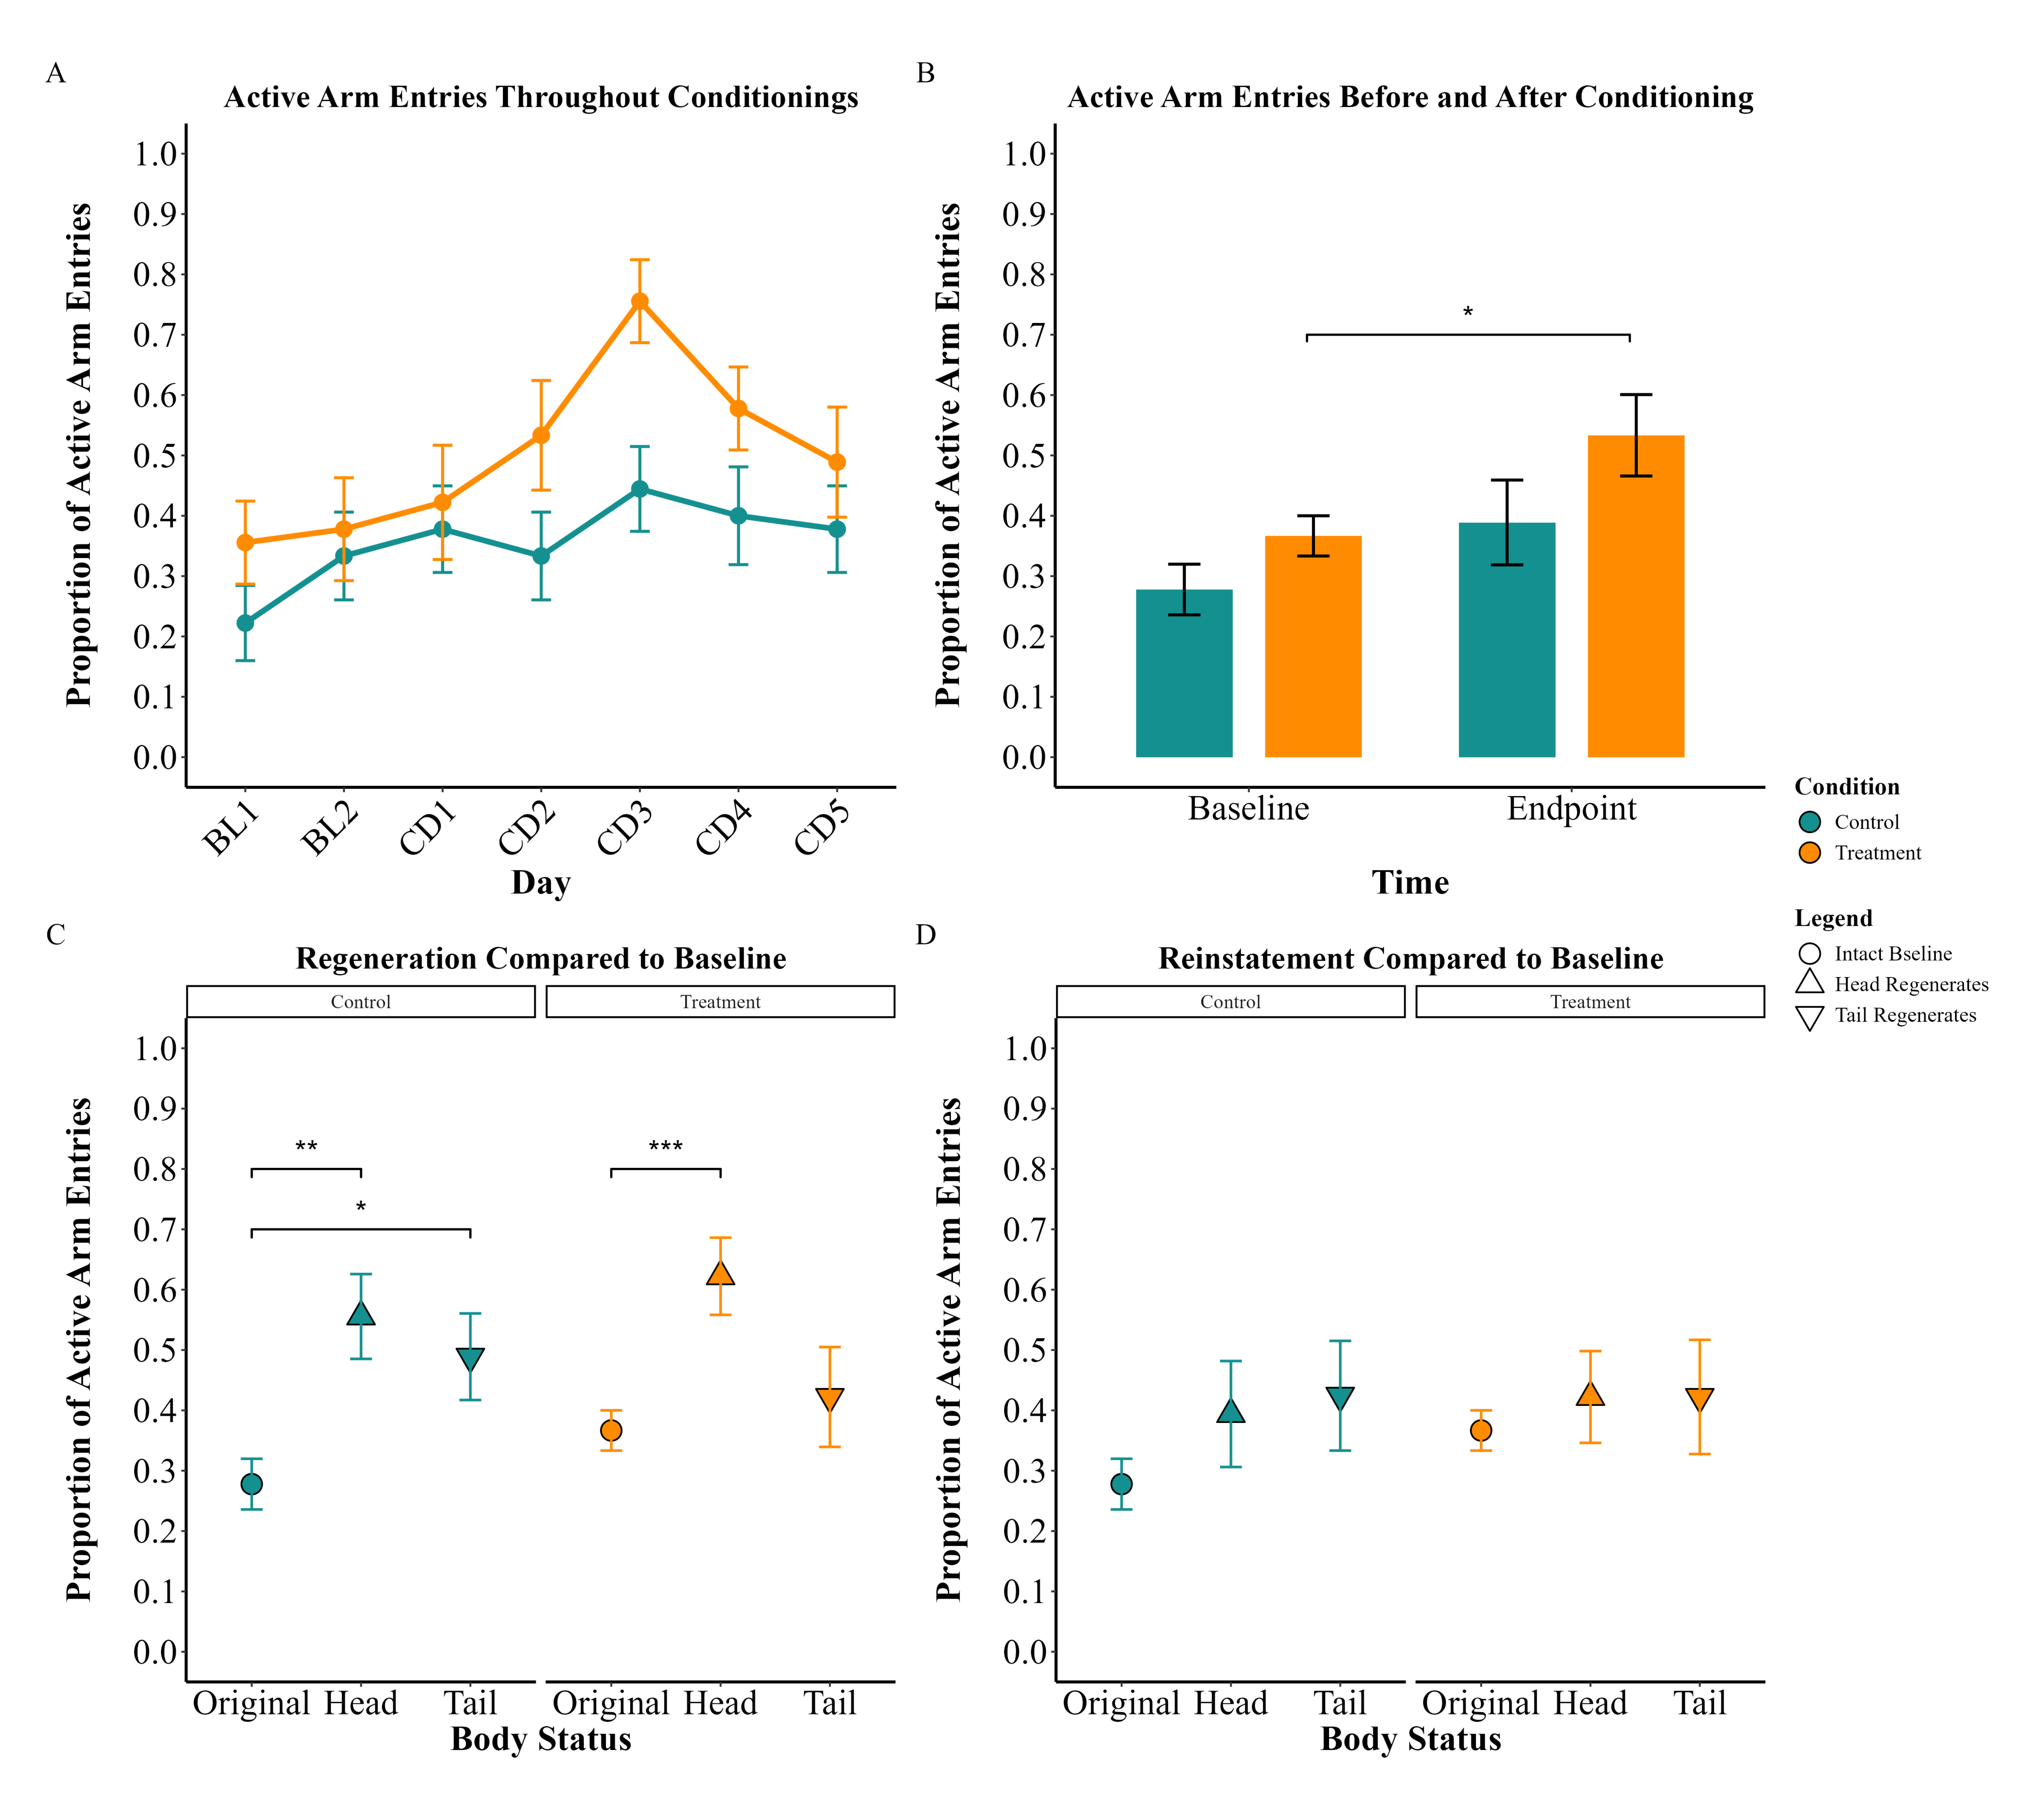 A
Active Arm Entries Throughout Conditionings
Proportion of Active Arm Entries
1.0
0.9
0.8
0.7
0.6
0.5
0.4
0.3
0.2
0.1
0.0
BL1 BL2 CD1 CD2 CD3 CD4 CD5
Day
B
Active Arm Entries Before and After Conditioning
Proportion of Active Arm Entries
1.0
0.9
0.8
0.7
0.6
0.5
0.4
0.3
0.2
0.1
0.0
*
Baseline Endpoint
Time
Condition
Control
Treatment
Legend
Intact Bseline
Head Regenerates
Tail Regenerates
C
Regeneration Compared to Baseline
Control Treatment
Proportion of Active Arm Entries
1.0
0.9
0.8
0.7
0.6
0.5
0.4
0.3
0.2
0.1
0.0
** ***
*
Original Head Tail Original Head Tail
Body Status
D
Reinstatement Compared to Baseline
Control Treatment
Proportion of Active Arm Entries
1.0
0.9
0.8
0.7
0.6
0.5
0.4
0.3
0.2
0.1
0.0
Original Head Tail Original Head Tail
Body Status